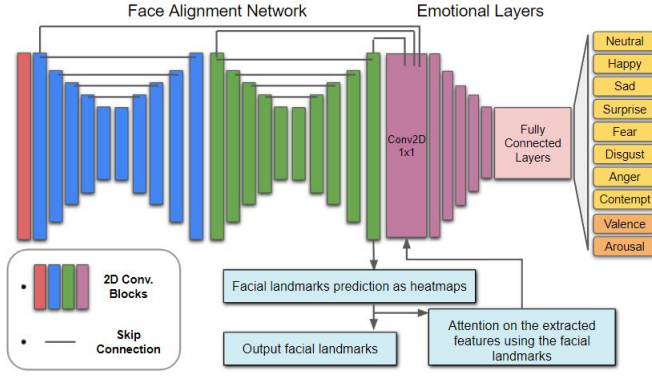 Face Alignment Network
Emotional Layers
Conv2D
1x1
Fully
Connected
Layers
Neutral
Happy
Sad
Surprise
Fear
Disgust
Anger
Contempt
Valence
Arousal
2D Conv.
Blocks
Skip
Connection
Facial landmarks prediction as heatmaps
Output facial landmarks
Attention on the extracted
features using the facial
landmarks